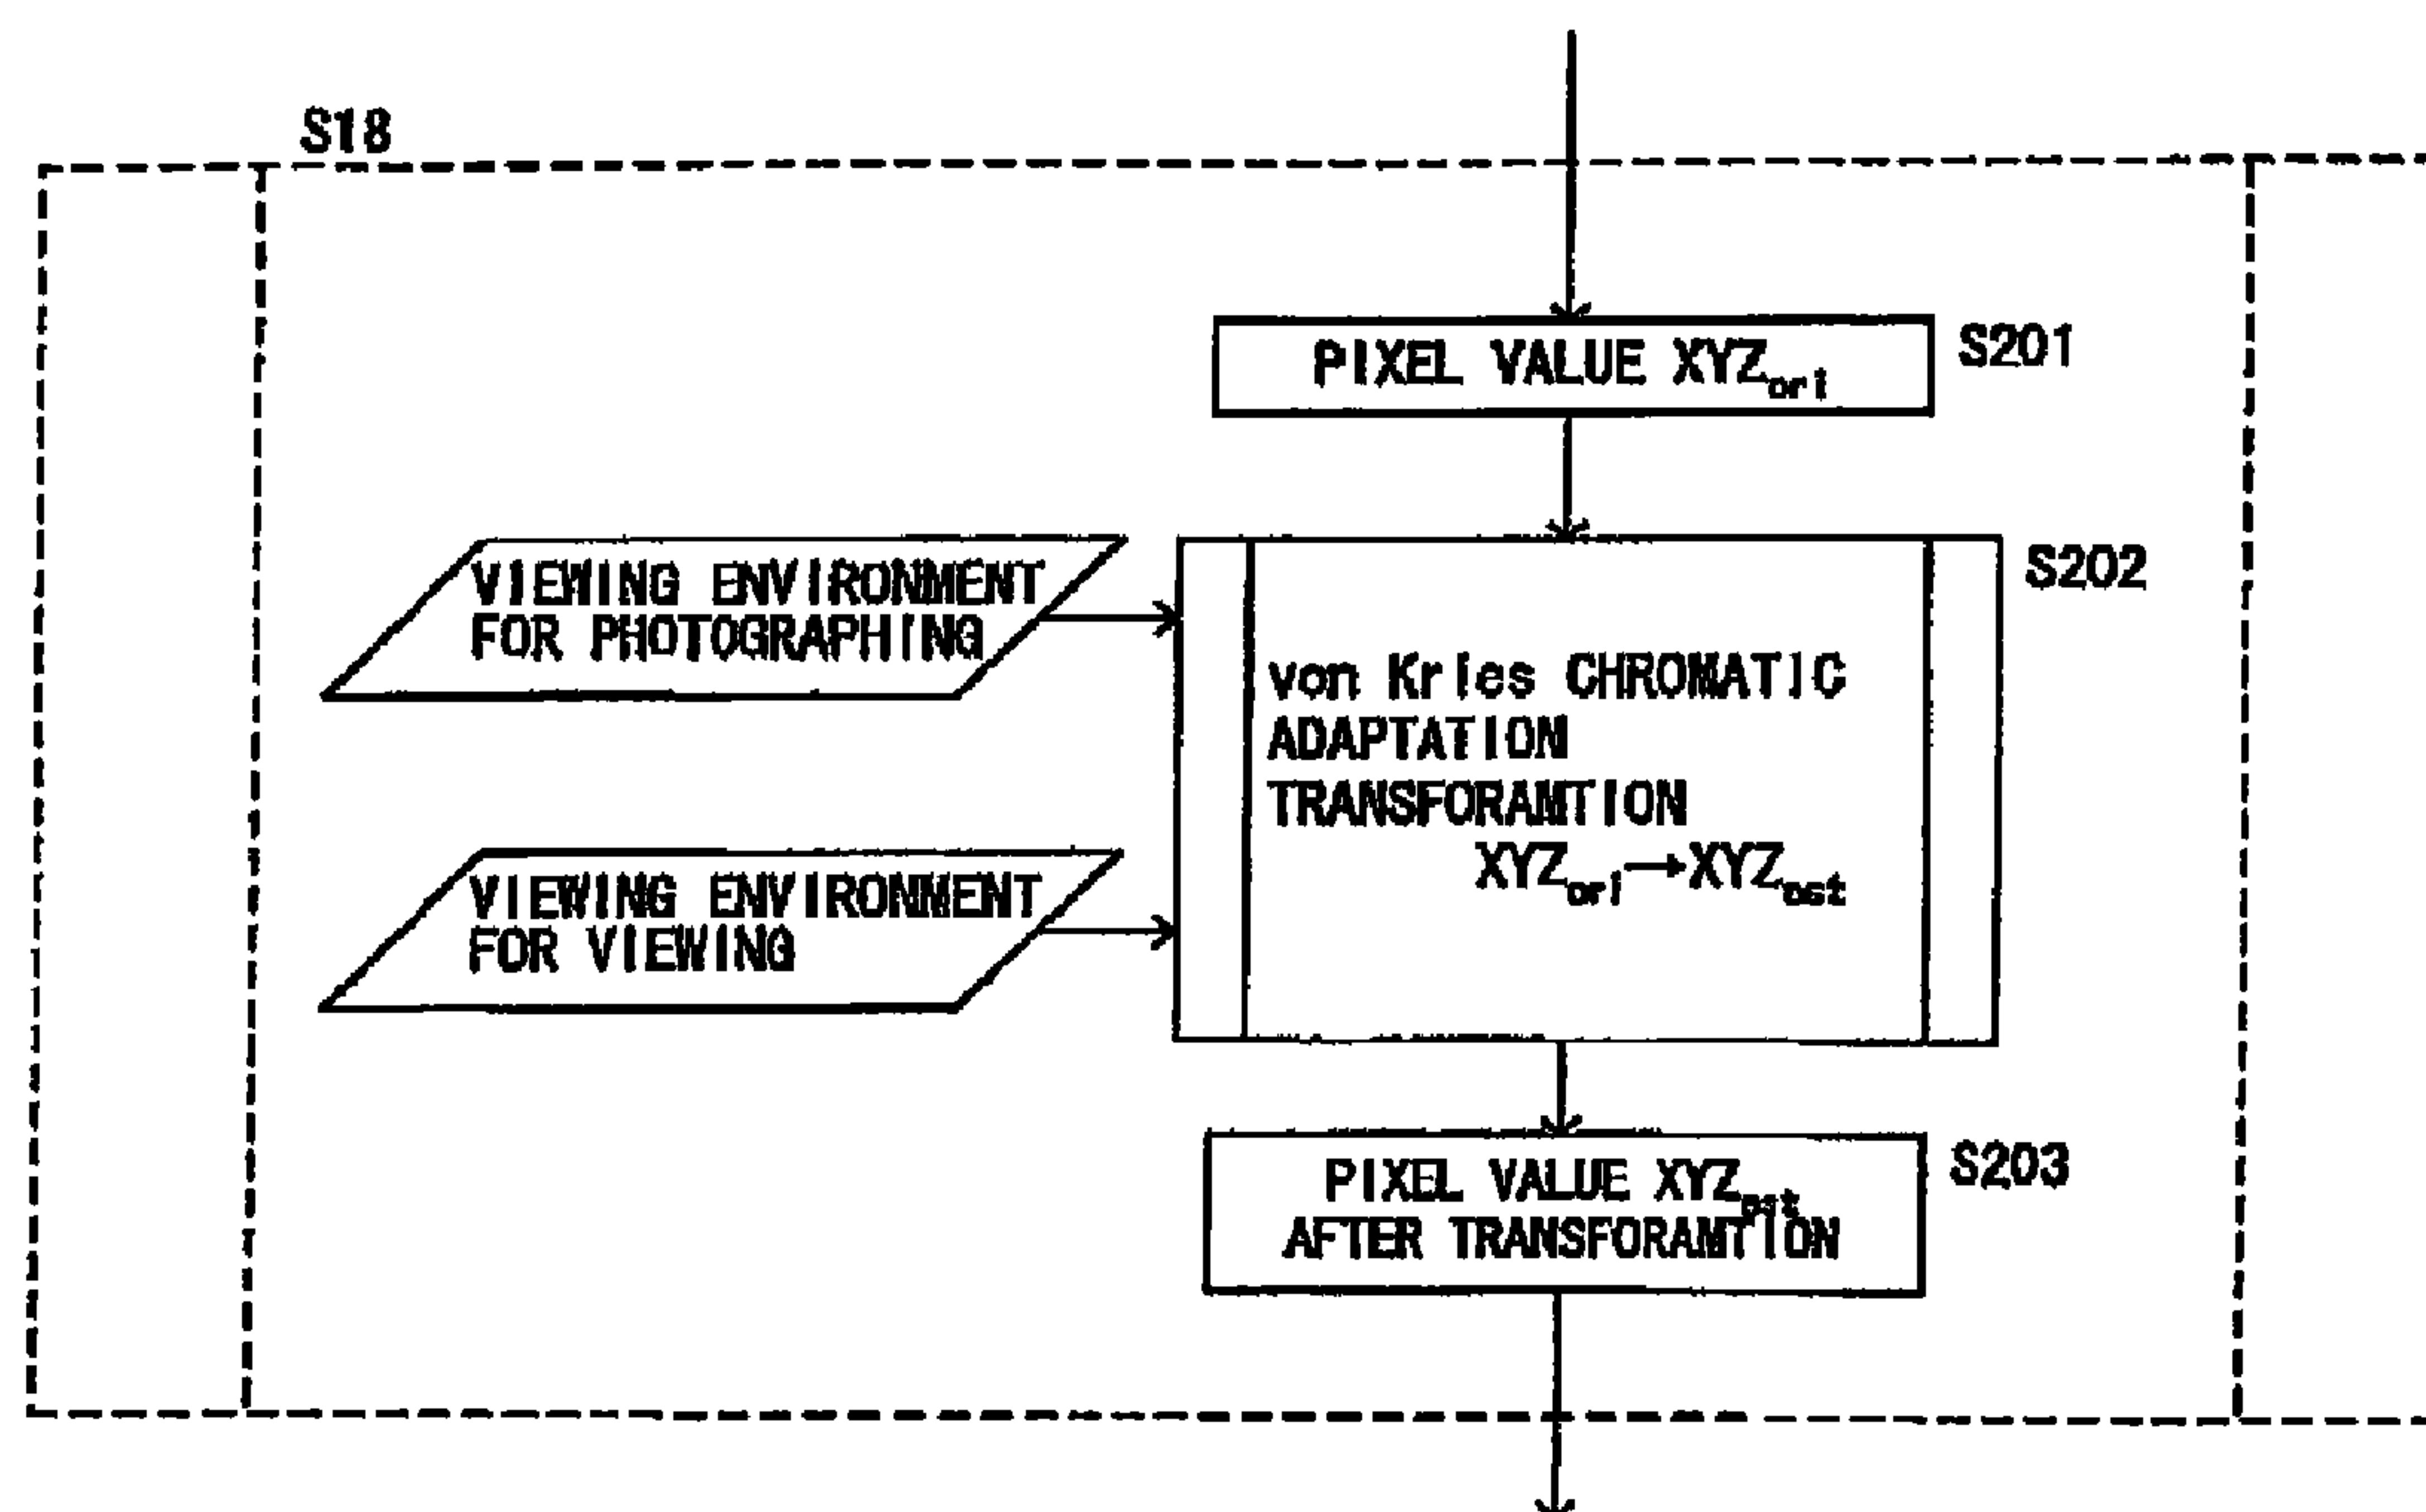 S18
PIXEL VALUE XYZori
S201
VIEWING ENVIRONMENT
FOR PHOTOGRAPHING
S202
von Kries CHROMATIC
ADAPTATION
TRANSFORAMTION
XYZori→XYZest
VIEWING ENVIRONMENT
FOR VIEWING
PIXEL VALUE XYZest
AFTER TRANSFORAMTION
S203